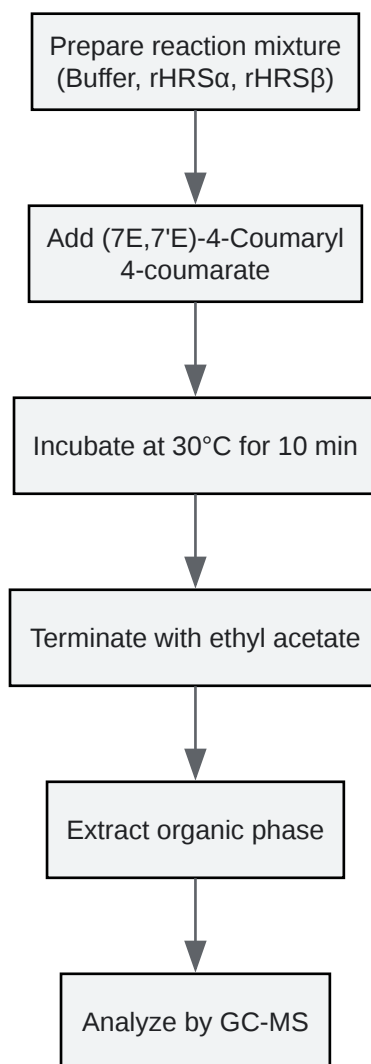 Prepare reaction mixture
(Buffer, rHRSα, rHRSβ)
Add (7E,7'E)-4-Coumaryl
4-coumarate
Incubate at 30°C for 10 min
Terminate with ethyl acetate
Extract organic phase
Analyze by GC-MS